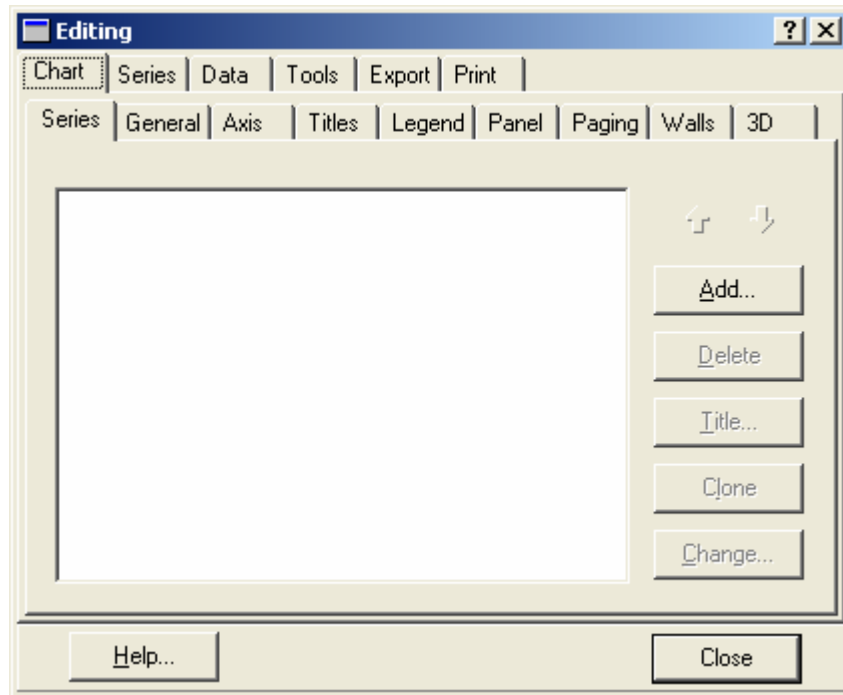 Editing
Chart Series Data Tools Export Print
Series General Axis Titles Legend Panel Paging Walls 3D
Add...
Delete
Title...
Clone
Change...
Help... Close